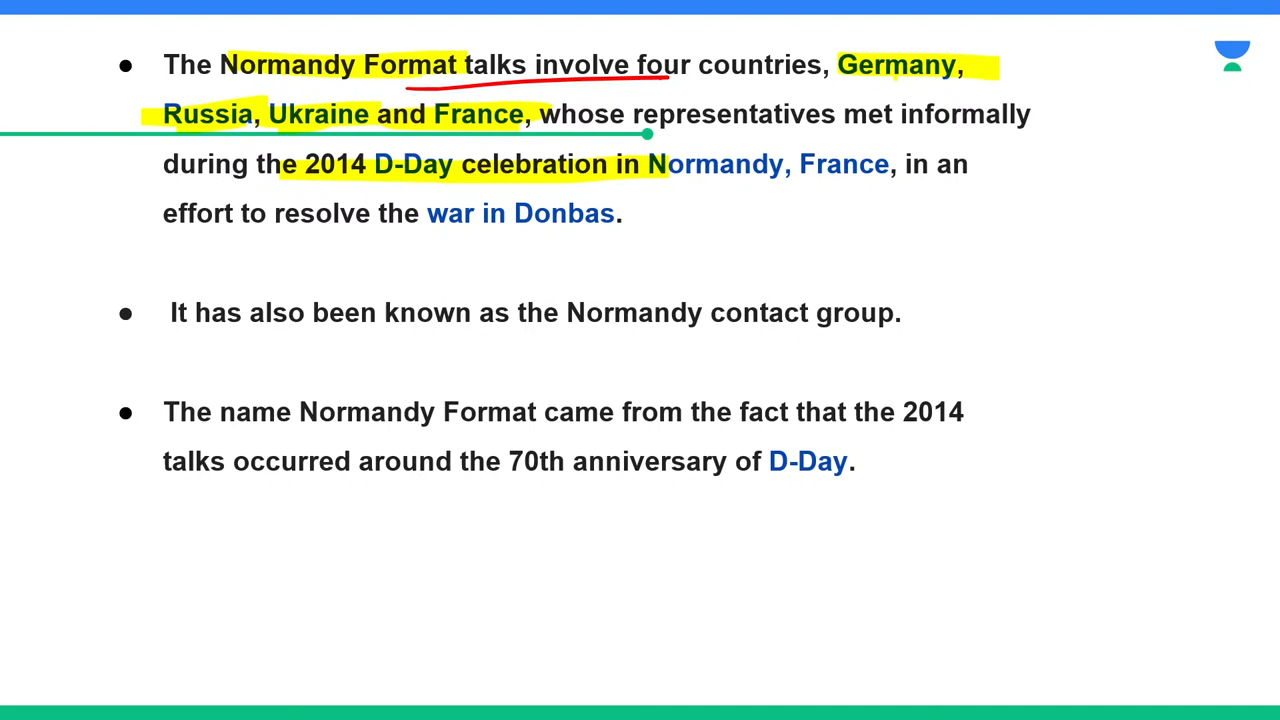 ● The Normandy Format talks involve four countries, Germany,
Russia, Ukraine and France, whose representatives met informally
during the 2014 D-Day celebration in Normandy, France, in an
effort to resolve the war in Donbas.
● It has also been known as the Normandy contact group.
● The name Normandy Format came from the fact that the 2014
talks occurred around the 70th anniversary of D-Day.